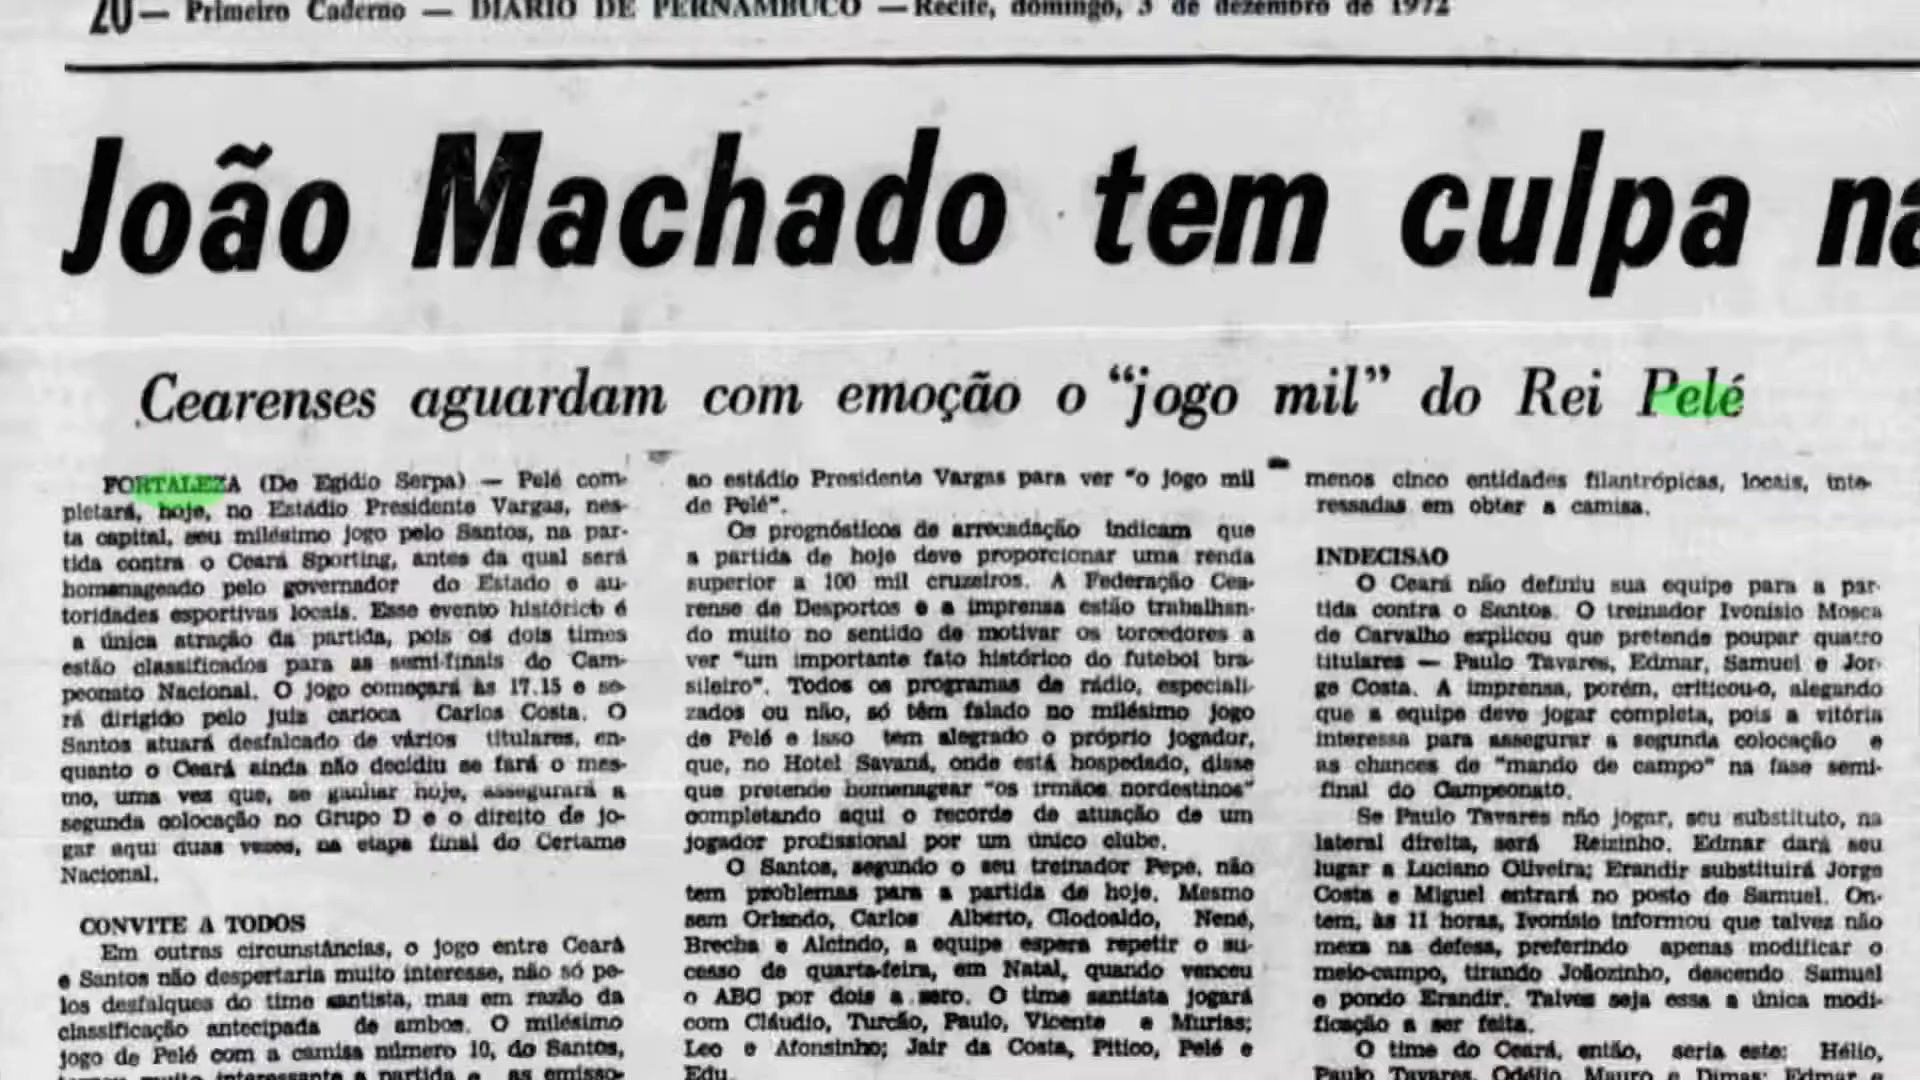 20 — Primeiro Caderno — DIARIO DE PERNAMBUCO — Recife, domingo, 3 de dezembro de 1972
João Machado tem culpa na
Cearenses aguardam com emoção o "jogo mil" do Rei Pelé
FORTALEZA (De Egidio Serpa) — Pelé com-
pletará, hoje, no Estádio Presidente Vargas, nes-
ta capital, seu milésimo jogo pelo Santos, na par-
tida contra o Ceará Sporting, antes da qual será
homenageado pelo governador do Estado e au-
toridades esportivas locais. Esse evento histórico é
a única atração da partida, pois os dois times
estão classificados para as semi-finais do Cam-
peonato Nacional. O jogo começará às 17.15 e se-
rá dirigido pelo juiz carioca Carlos Costa. O
Santos atuará desfalcado de vários titulares, en-
quanto o Ceará ainda não decidiu se fará o mes-
mo, uma vez que, se ganhar hoje, assegurará a
segunda colocação no Grupo D e o direito de jo-
gar aqui duas vezes, na etapa final do Certame
Nacional.
CONVITE A TODOS
Em outras circunstâncias, o jogo entre Ceará
e Santos não despertaria muito interesse, não só pe-
los desfalques do time santista, mas em razão da
classificação antecipada de ambos. O milésimo
jogo de Pelé com a camisa número 10, do Santos,
tornou muito interessante a partida e as emisso-
ao estádio Presidente Vargas para ver "o jogo mil
de Pelé".
Os prognósticos de arrecadação indicam que
a partida de hoje deve proporcionar uma renda
superior a 100 mil cruzeiros. A Federação Cea-
rense de Desportos e a imprensa estão trabalhan-
do muito no sentido de motivar os torcedores a
ver "um importante fato histórico do futebol bra-
sileiro". Todos os programas de rádio, especiali-
zados ou não, só têm falado no milésimo jogo
de Pelé e isso tem alegrado o próprio jogador,
que, no Hotel Savaná, onde está hospedado, disse
que pretende homenagear "os irmãos nordestinos"
completando aqui o recorde de atuação de um
jogador profissional por um único clube.
O Santos, segundo o seu treinador Pepe, não
tem problemas para a partida de hoje. Mesmo
sem Orlando, Carlos Alberto, Clodoaldo, Nené,
Brecha e Alcindo, a equipe espera repetir o su-
cesso de quarta-feira, em Natal, quando venceu
o ABC por dois a zero. O time santista jogará
com Cláudio, Turcão, Paulo, Vicente e Murias;
Leo e Afonsinho; Jair da Costa, Pitico, Pelé e
Edu.
menos cinco entidades filantrópicas, locais, inte-
ressadas em obter a camisa.
INDECISAO
O Ceará não definiu sua equipe para a par-
tida contra o Santos. O treinador Ivonísio Mosca
de Carvalho explicou que pretende poupar quatro
titulares — Paulo Tavares, Edmar, Samuel e Jor-
ge Costa. A imprensa, porém, criticou-o, alegando
que a equipe deve jogar completa, pois a vitória
interessa para assegurar a segunda colocação e
as chances de "mando de campo" na fase semi-
final do Campeonato.
Se Paulo Tavares não jogar, seu substituto, na
lateral direita, será Reizinho. Edmar dará seu
lugar a Luciano Oliveira; Erandir substituirá Jorge
Costa e Miguel entrará no posto de Samuel. On-
tem, às 11 horas, Ivonísio informou que talvez não
mexa na defesa, preferindo apenas modificar o
meio-campo, tirando Joãozinho, descendo Samuel
e pondo Erandir. Talvez seja essa a única modi-
ficação a ser feita.
O time do Ceará, então, seria este: Hélio,
Paulo Tavares, Odélio, Mauro e Dimas; Edmar e